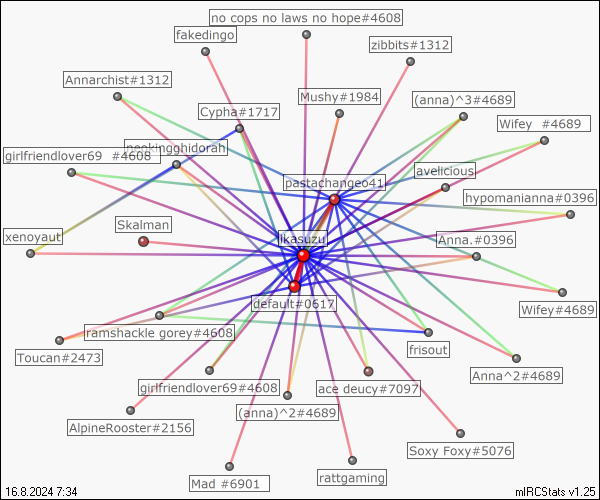 no cops no laws no hope#4608
fakedingo
zibbits#1312
Annarchist#1312
Mushy#1984
(anna)^3#4689
Cypha#1717
Wifey #4689
neokingghidorah
girlfriendlover69 #4608
avelicious
pastachangeo41
hypomanianna#0396
Skalman
xenoyaut
likasuzu
Anna.#0396
default#0617
Wifey#4689
ramshackle gorey#4608
frisout
Toucan#2473
Anna^2#4689
girlfriendlover69#4608
ace deucy#7097
(anna)^2#4689
AlpineRooster#2156
Soxy Foxy#5076
Mad #6901
rattgaming
16.8.2024 7:34
mIRCStats v1.25